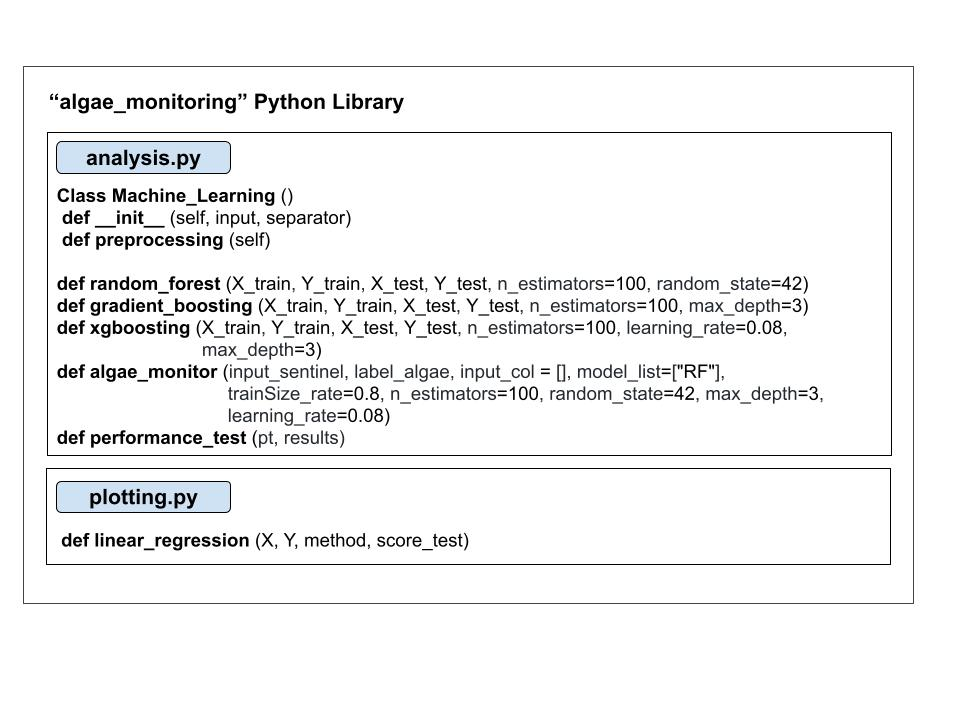 “algae_monitoring” Python Library
analysis.py
Class Machine_Learning ()
def __init__ (self, input, separator)
def preprocessing (self)
def random_forest (X_train, Y_train, X_test, Y_test, n_estimators=100, random_state=42)
def gradient_boosting (X_train, Y_train, X_test, Y_test, n_estimators=100, max_depth=3)
def xgboosting (X_train, Y_train, X_test, Y_test, n_estimators=100, learning_rate=0.08,
max_depth=3)
def algae_monitor (input_sentinel, label_algae, input_col = [], model_list=["RF"],
trainSize_rate=0.8, n_estimators=100, random_state=42, max_depth=3,
learning_rate=0.08)
def performance_test (pt, results)
plotting.py
def linear_regression (X, Y, method, score_test)